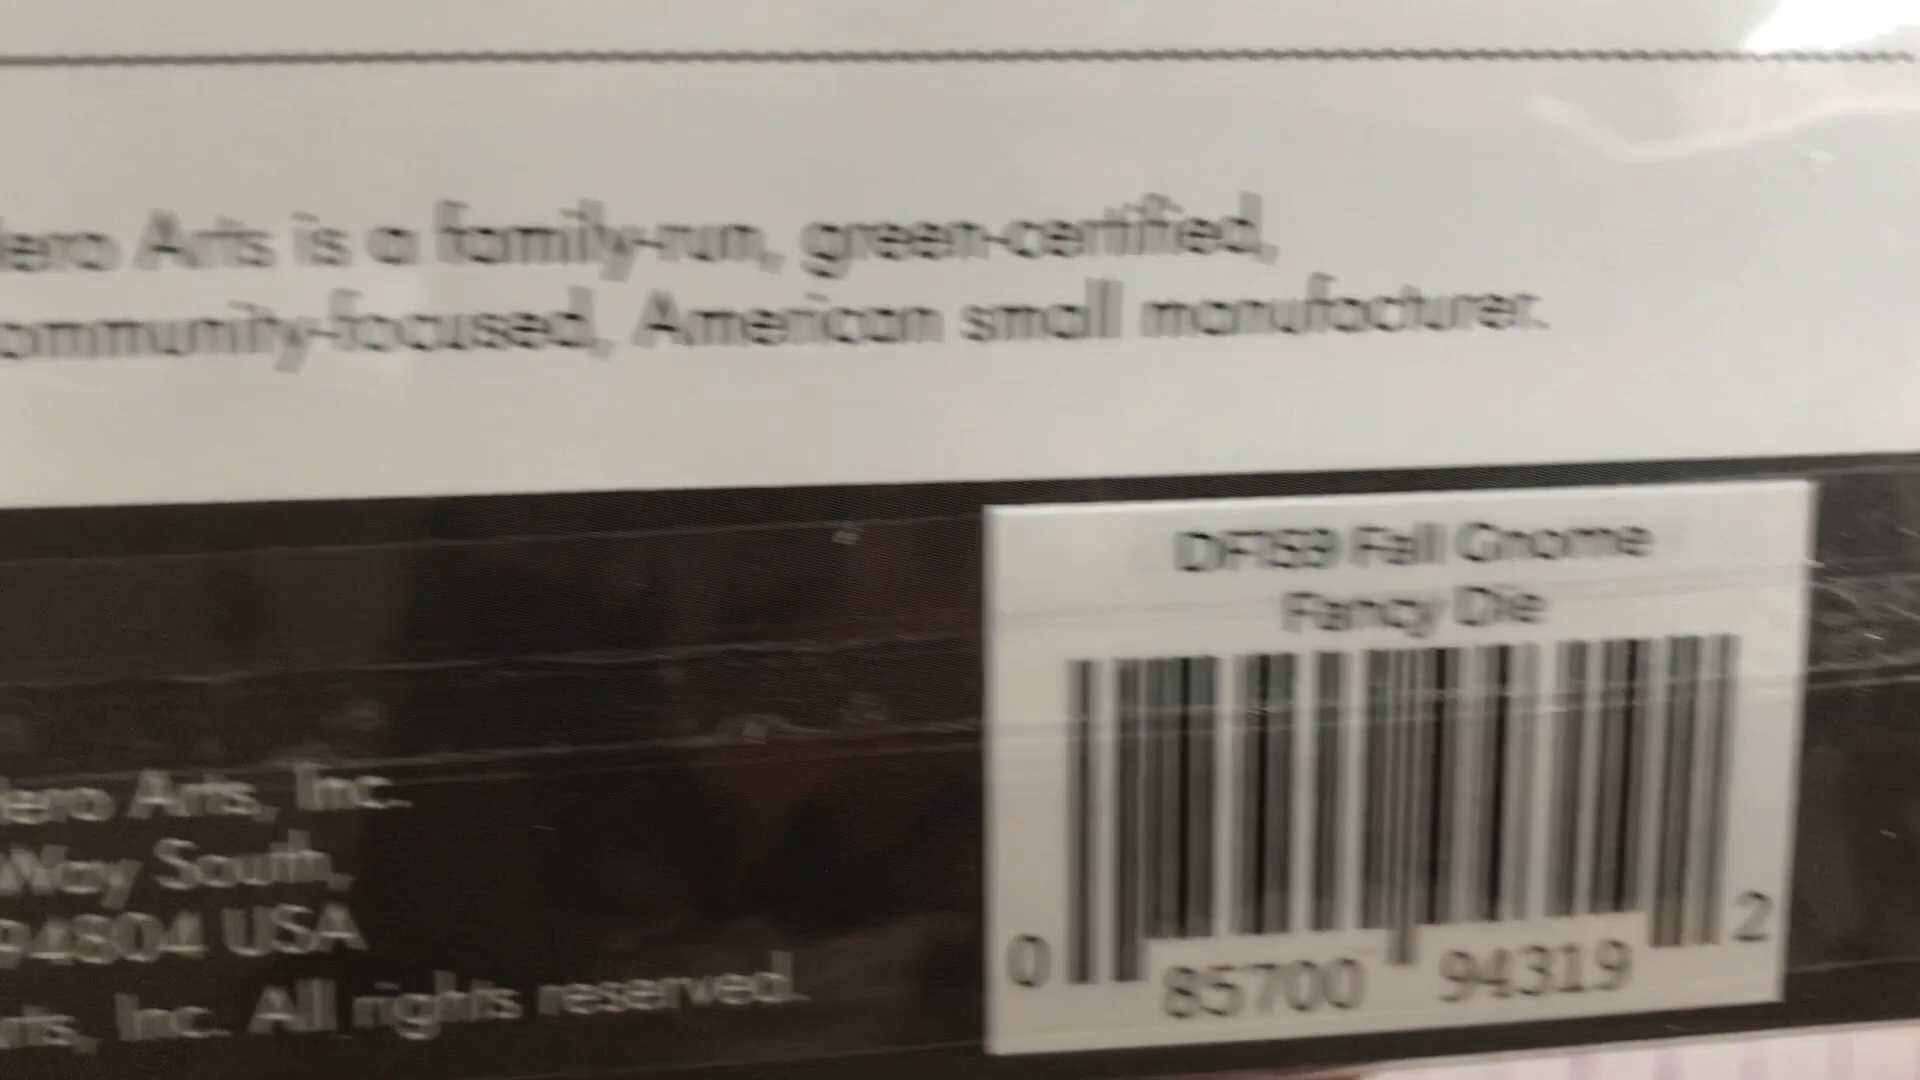 ero Arts is a family-run, green-certified,
ommunity-focused, American small manufacturer.
DF159 Fall Gnome
Fancy Die
0 85700 94319 2
ero Arts, Inc.
Way South,
94804 USA
rts, Inc. All rights reserved.